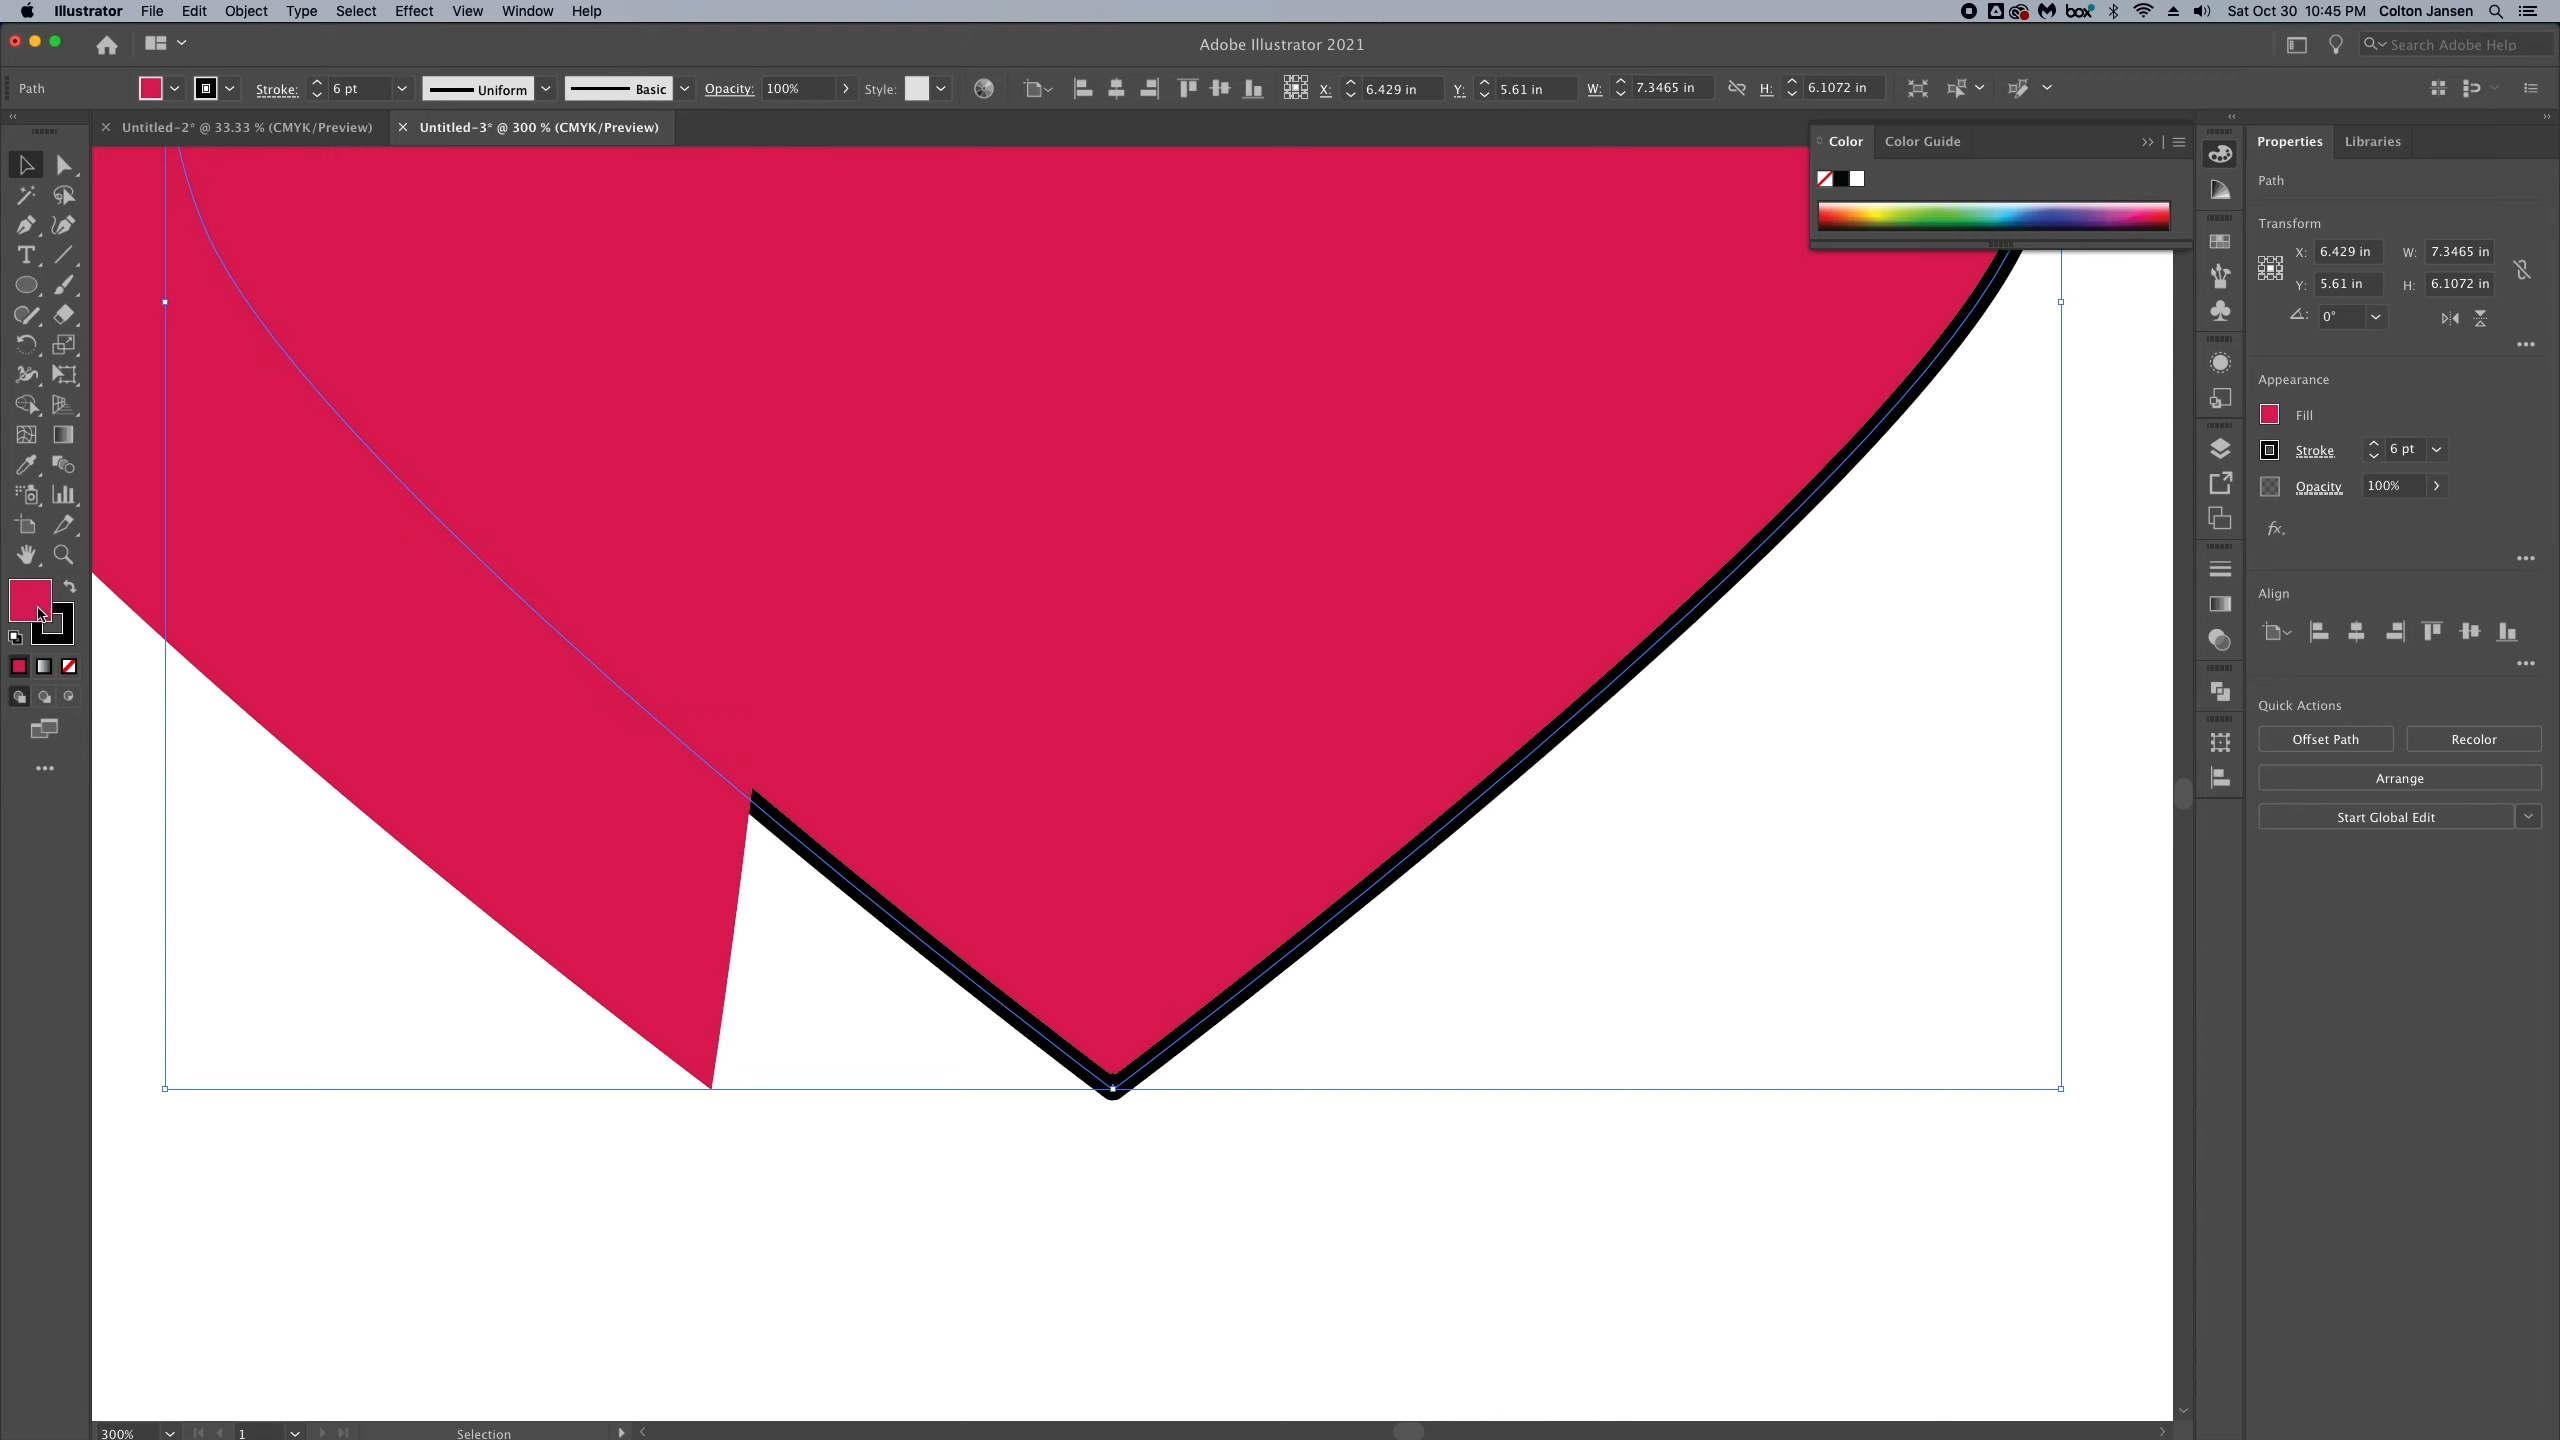 Illustrator File Edit Object Type Select Effect View Window Help box Sat Oct 30 10:45 PM Colton Jansen
Adobe Illustrator 2021 Search Adobe Help
Path Stroke: 6 pt Uniform Basic Opacity: 100% Style: X: 6.429 in Y: 5.61 in W: 7.3465 in H: 6.1072 in
Untitled-2* @ 33.33 % (CMYK/Preview) Untitled-3* @ 300 % (CMYK/Preview)
Color Color Guide
Properties Libraries
Path
Transform
X: 6.429 in W: 7.3465 in
Y: 5.61 in H: 6.1072 in
0°
Appearance
Fill
Stroke 6 pt
Opacity 100%
fx.
Align
Quick Actions
Offset Path Recolor
Arrange
Start Global Edit
300% 1 Selection